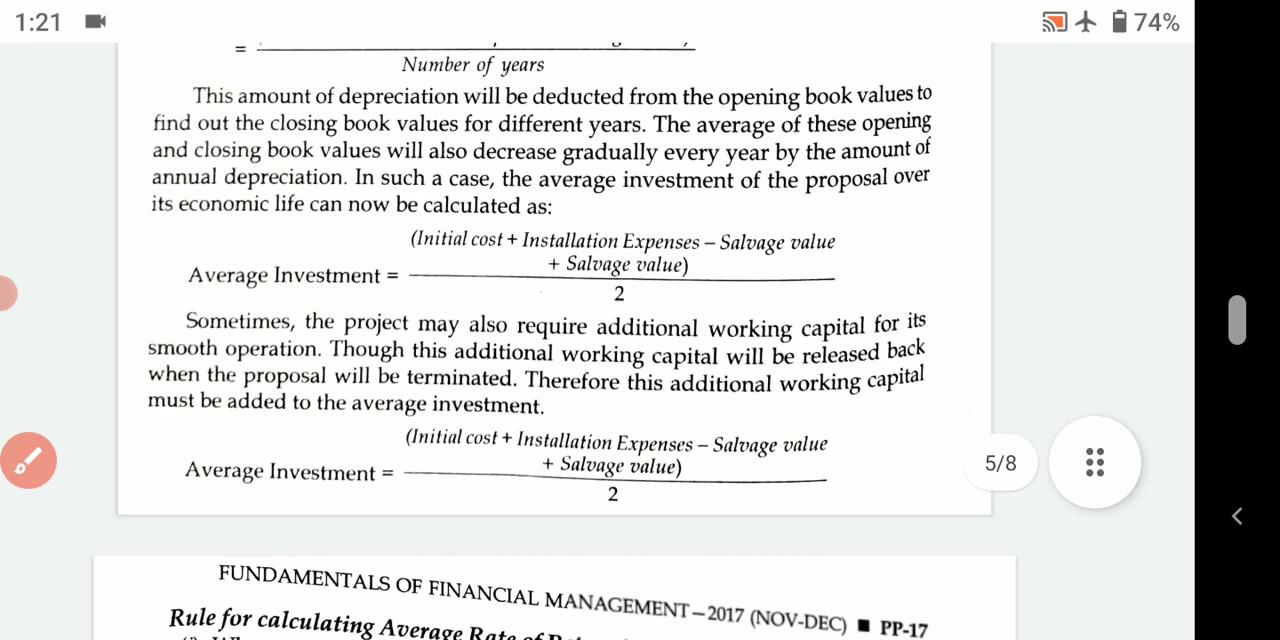 1:21
74%
=
Number of years
This amount of depreciation will be deducted from the opening book values to
find out the closing book values for different years. The average of these opening
and closing book values will also decrease gradually every year by the amount of
annual depreciation. In such a case, the average investment of the proposal over
its economic life can now be calculated as:
(Initial cost + Installation Expenses – Salvage value
+ Salvage value)
Average Investment =
2
Sometimes, the project may also require additional working capital for its
smooth operation. Though this additional working capital will be released back
when the proposal will be terminated. Therefore this additional working capital
must be added to the average investment.
(Initial cost + Installation Expenses – Salvage value
+ Salvage value)
Average Investment =
2
5/8
FUNDAMENTALS OF FINANCIAL MANAGEMENT–2017 (NOV-DEC) ■ PP-17
Rule for calculating Average Rate of